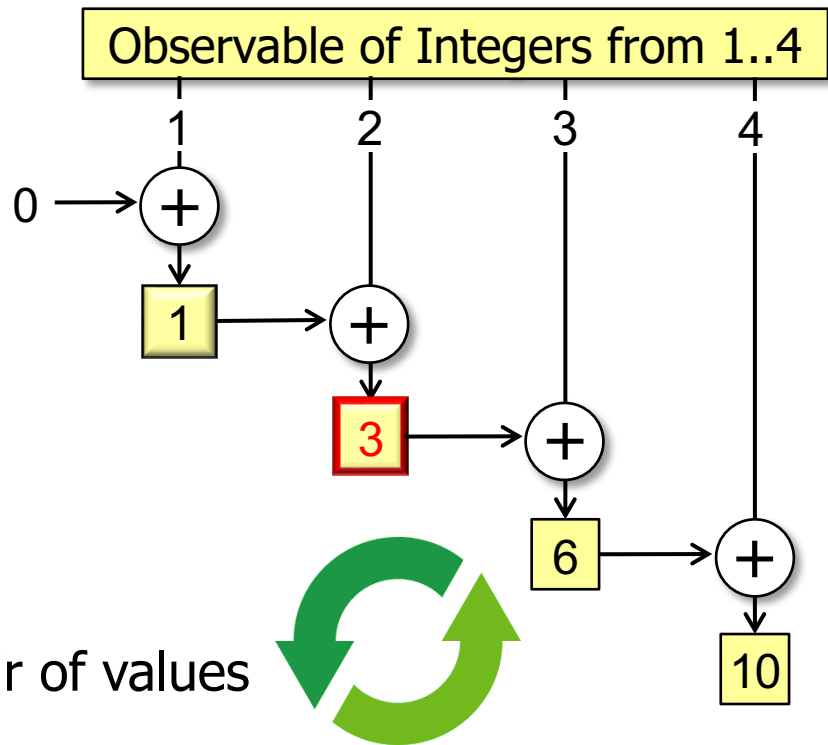 Observable of Integers from 1..4
1 2 3 4
0 +
1 +
3 +
6 +
r of values
10